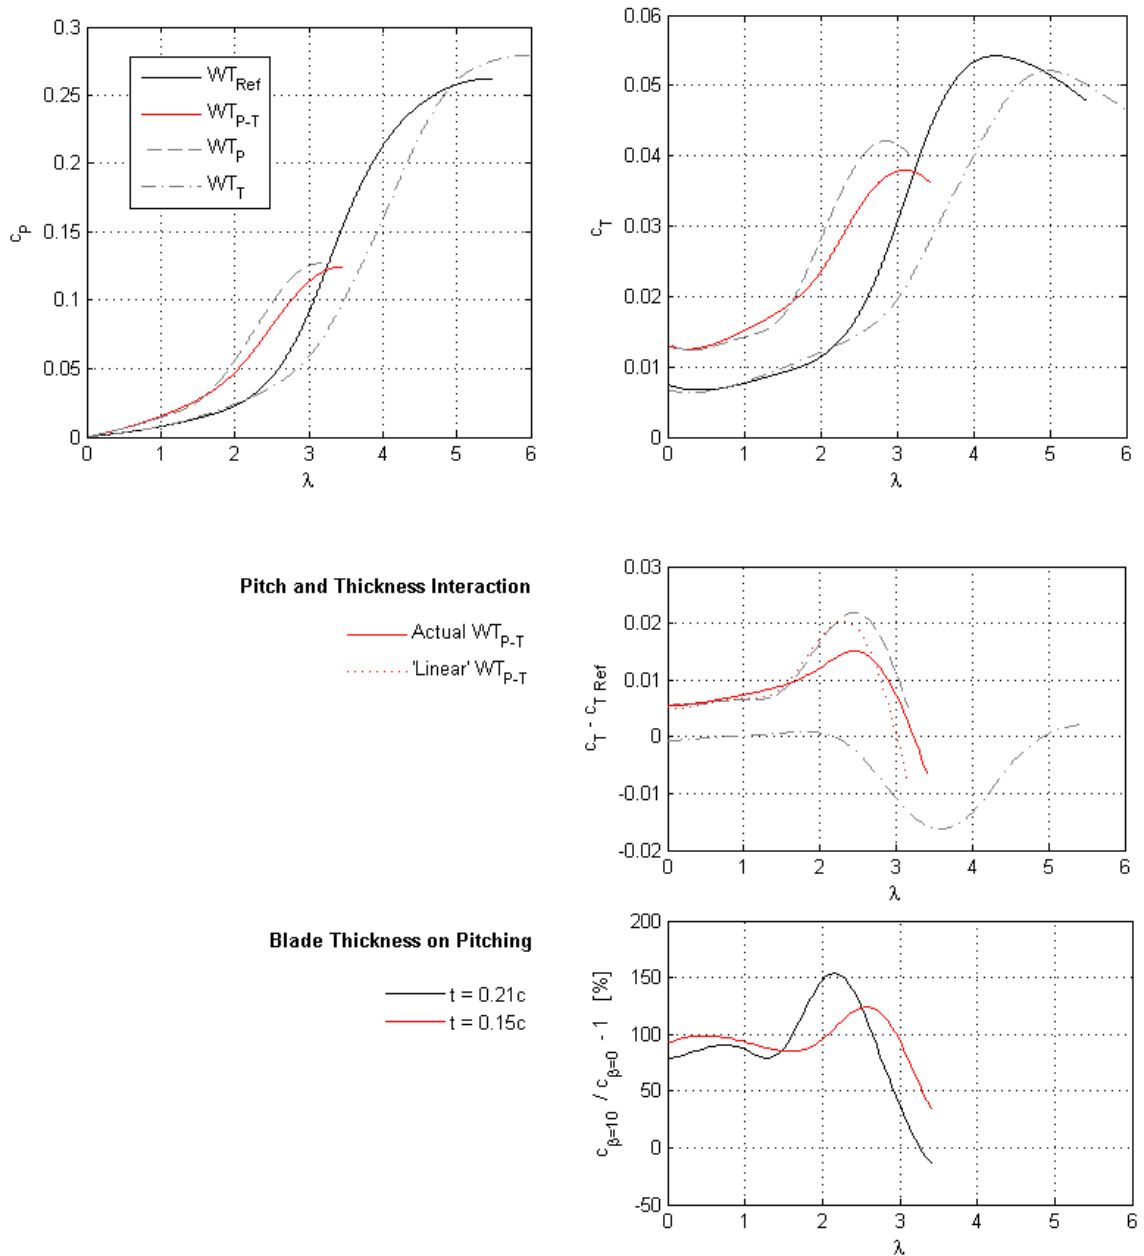 0.3
0.25
0.2
0.15
0.1
0.05
0
0 1 2 3 4 5 6
c_P
λ
WT_Ref
WT_P-T
WT_P
WT_T
0.06
0.05
0.04
0.03
0.02
0.01
0
0 1 2 3 4 5 6
c_T
λ
Pitch and Thickness Interaction
Actual WT_P-T
'Linear' WT_P-T
0.03
0.02
0.01
0
-0.01
-0.02
0 1 2 3 4 5 6
c_T - c_T Ref
λ
Blade Thickness on Pitching
t = 0.21c
t = 0.15c
200
150
100
50
0
-50
0 1 2 3 4 5 6
c_β=10 / c_β=0 - 1 [%]
λ